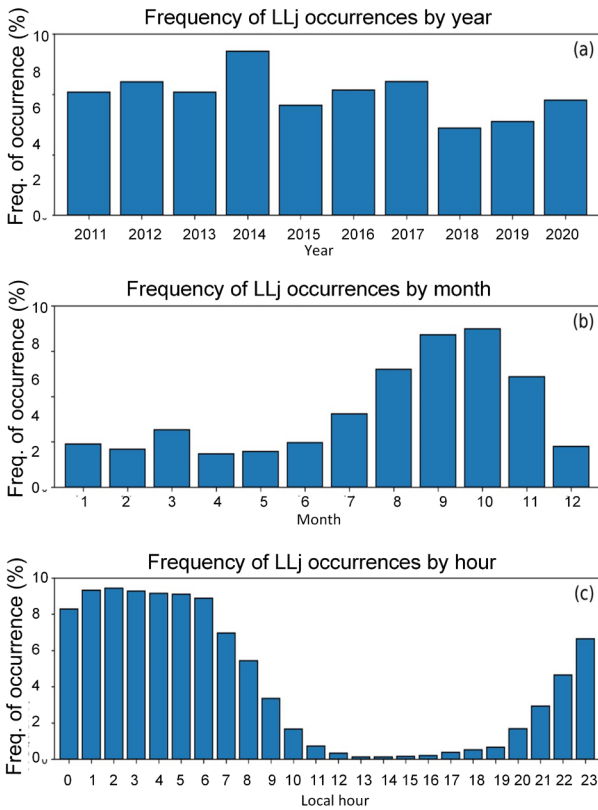 Frequency of LLj occurrences by year
(a)
Freq. of occurrence (%)
10
8
6
4
2
0
2011 2012 2013 2014 2015 2016 2017 2018 2019 2020
Year
Frequency of LLj occurrences by month
(b)
Freq. of occurrence (%)
10
8
6
4
2
0
1 2 3 4 5 6 7 8 9 10 11 12
Month
Frequency of LLj occurrences by hour
(c)
Freq. of occurrence (%)
10
8
6
4
2
0
0 1 2 3 4 5 6 7 8 9 10 11 12 13 14 15 16 17 18 19 20 21 22 23
Local hour